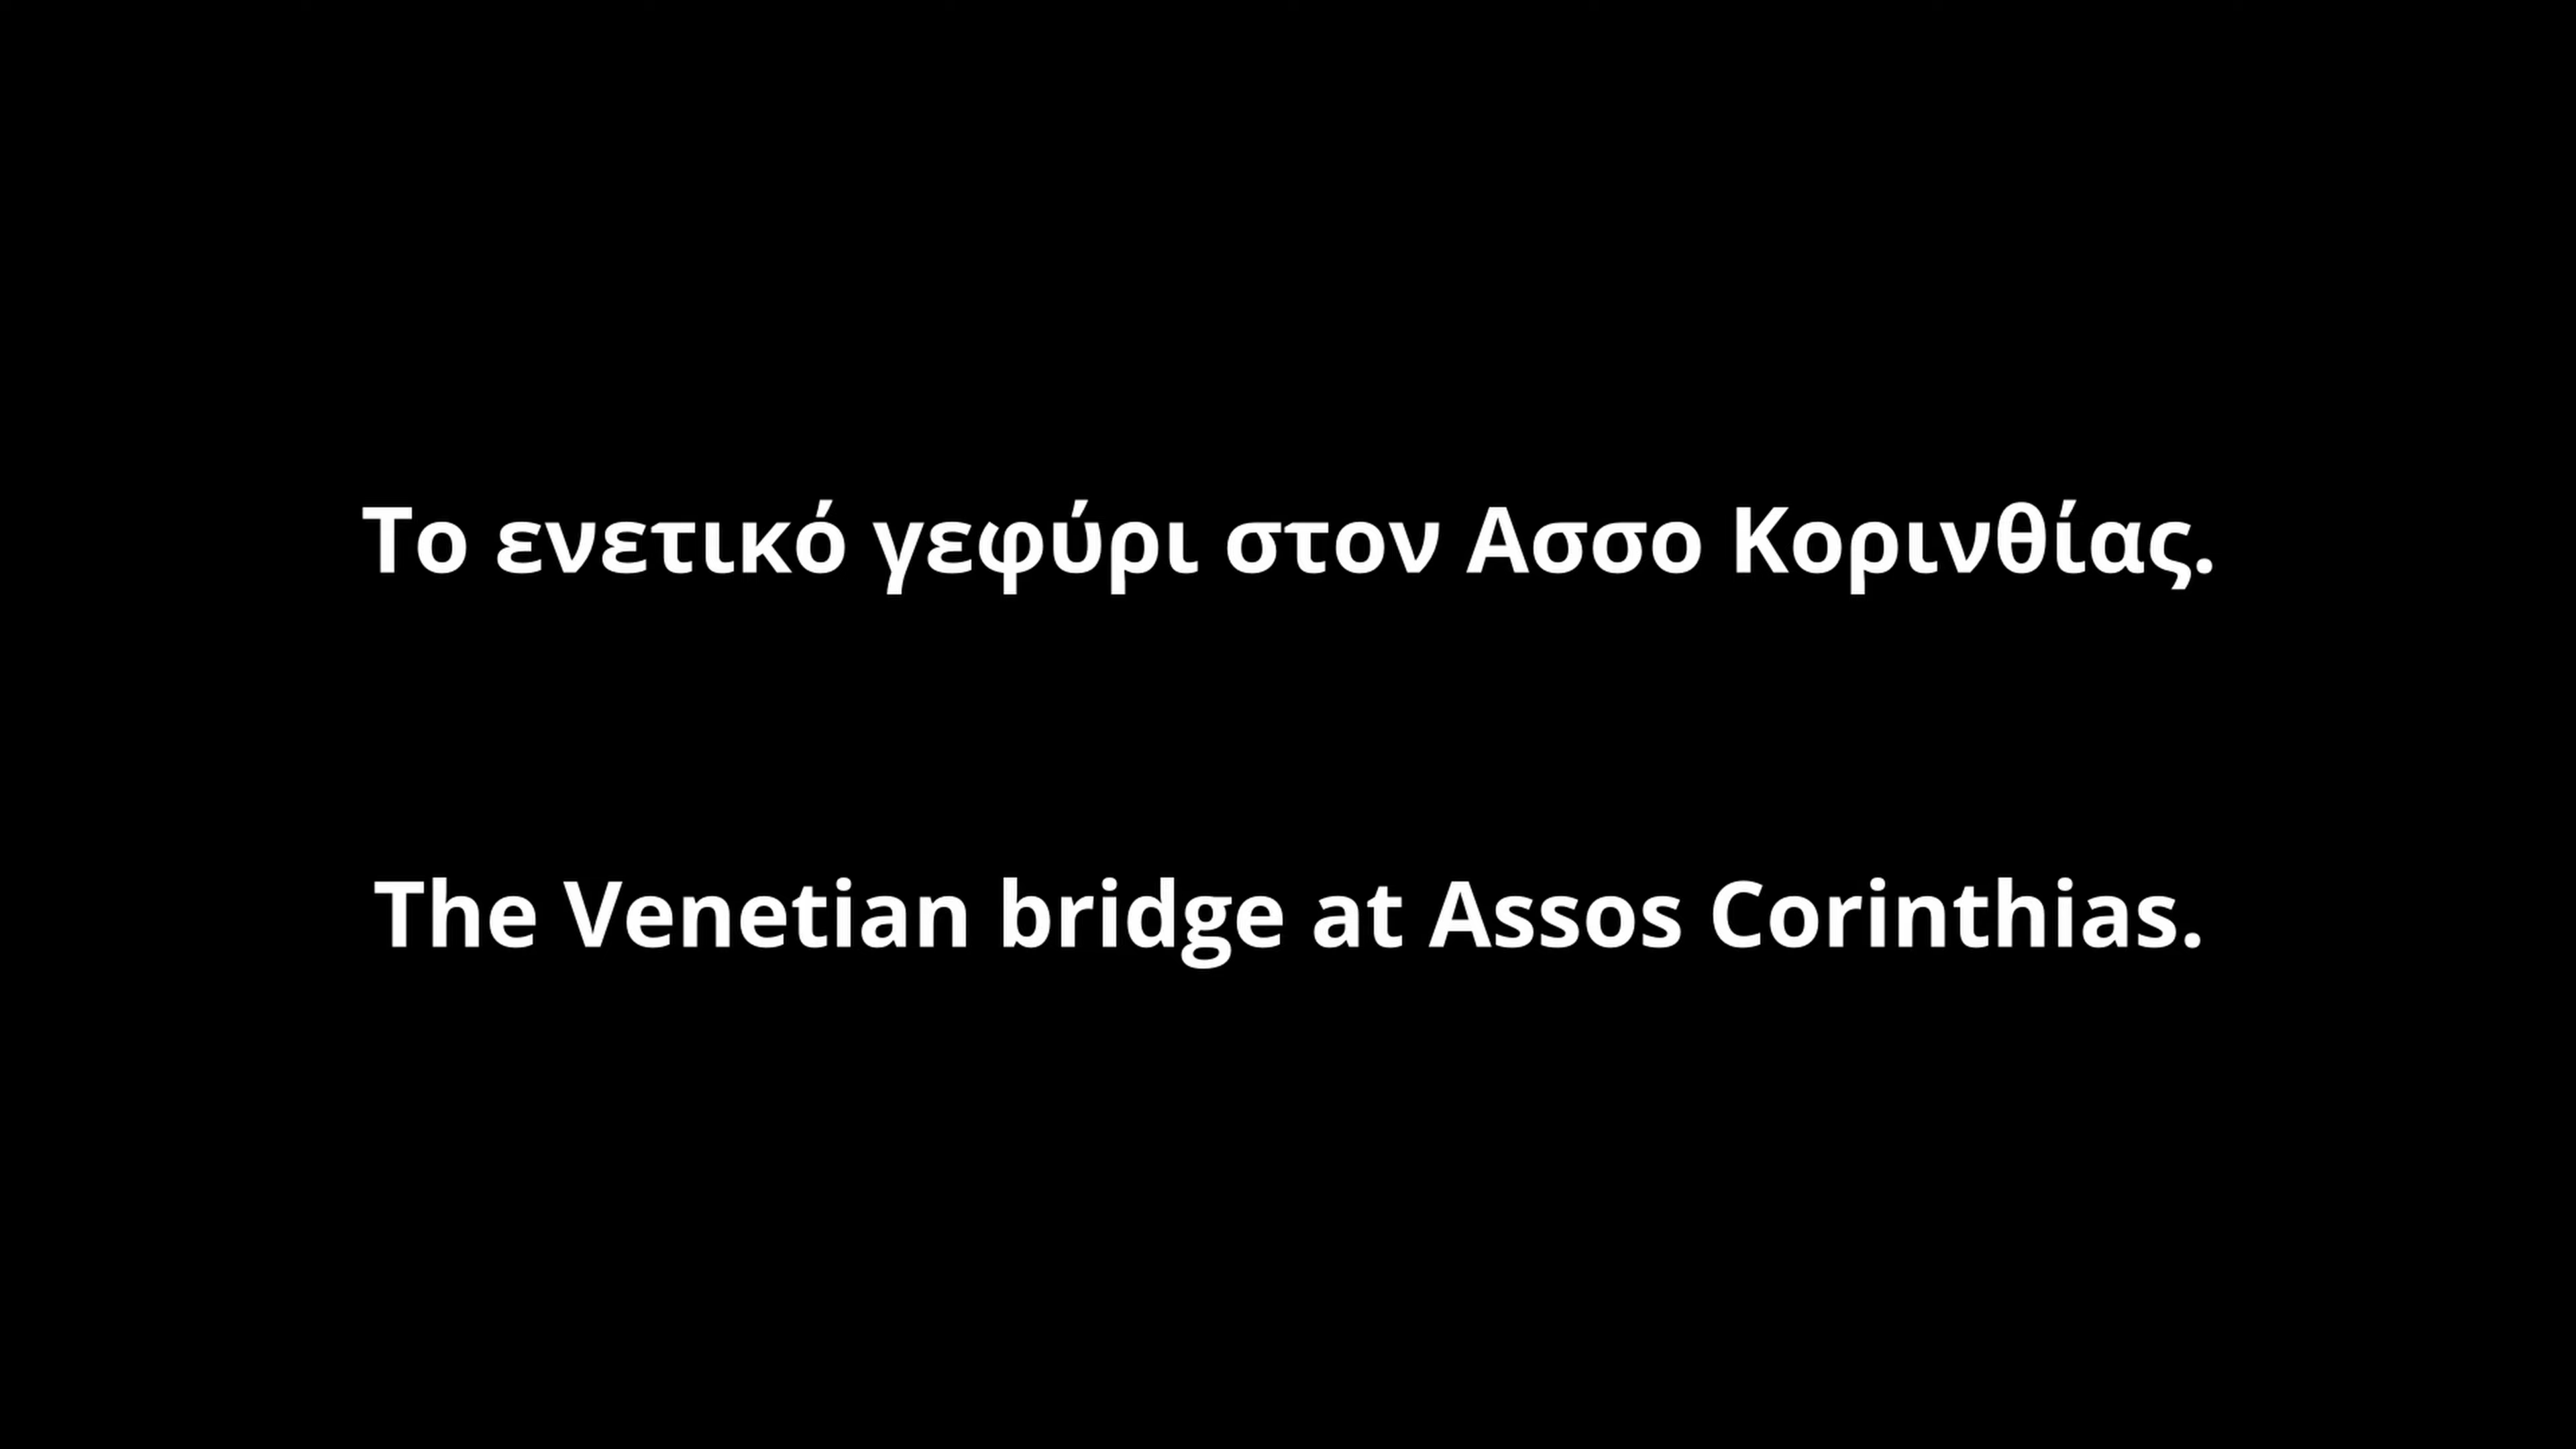 Το ενετικό γεφύρι στον Ασσο Κορινθίας.
The Venetian bridge at Assos Corinthias.